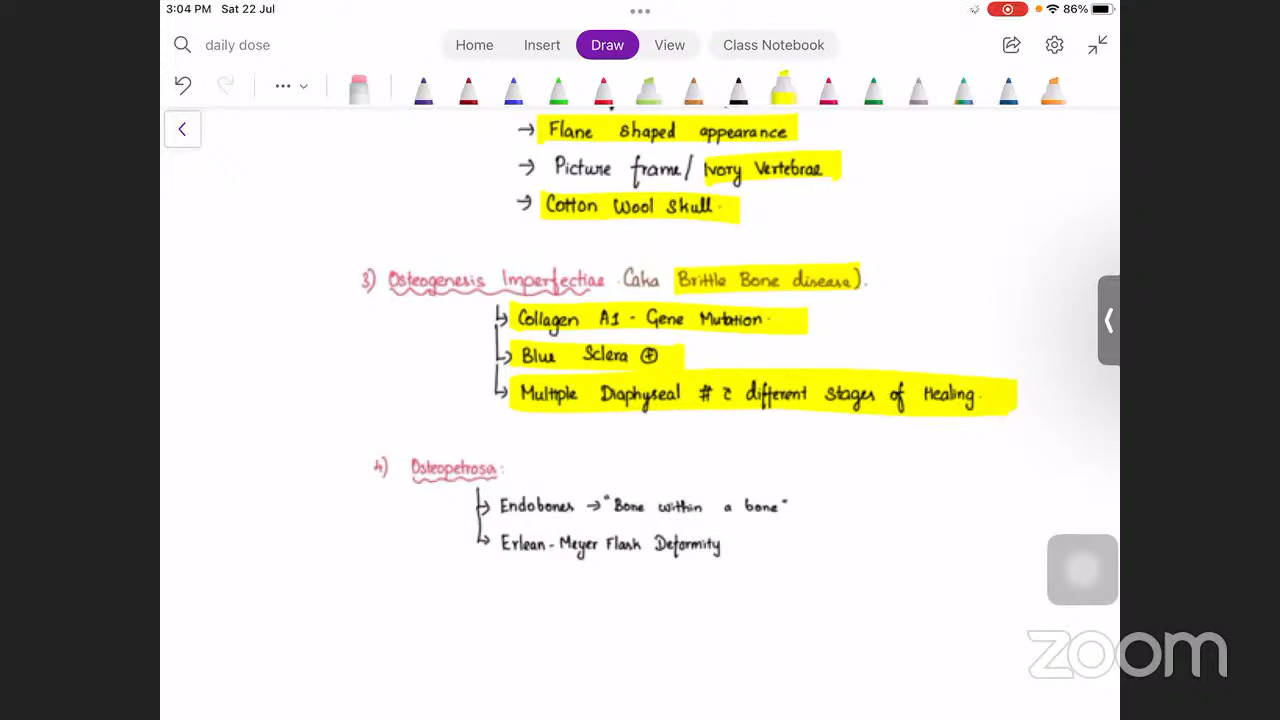 3:04 PM Sat 22 Jul
86%
daily dose
Home Insert Draw View Class Notebook
→ Flane shaped appearance
→ Picture frame/ Ivory Vertebrae
→ Cotton Wool Skull.
3) Osteogenesis Imperfectiae (aka Brittle Bone disease).
Collagen A1 - Gene Mutation.
Blue Sclera ⊕
Multiple Diaphyseal # c̄ different stages of Healing.
4) Osteopetrosa:
Endobones → "Bone within a bone"
Erlean-Meyer Flask Deformity
zoom